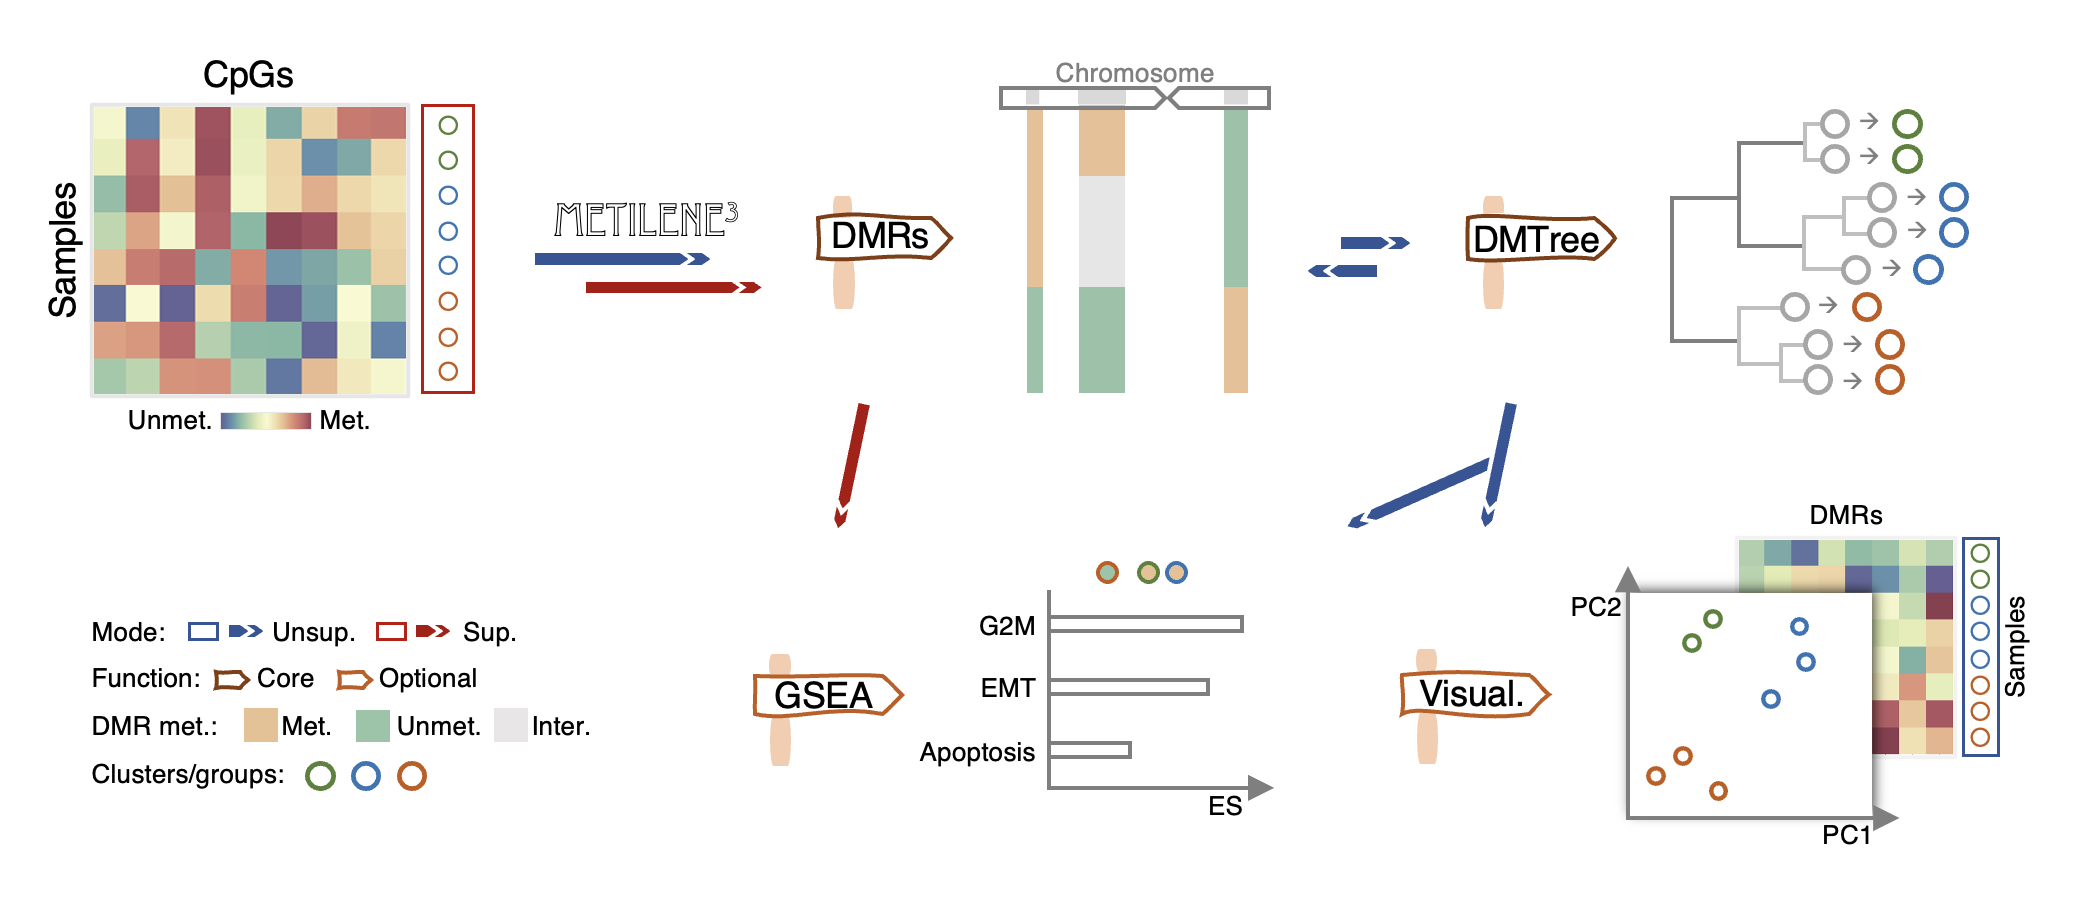 CpGs
Samples
Unmet. Met.
METILENE³
DMRs
Chromosome
DMTree
GSEA
G2M
EMT
Apoptosis
ES
Visual.
DMRs
Samples
PC2
PC1
Mode: Unsup. Sup.
Function: Core Optional
DMR met.: Met. Unmet. Inter.
Clusters/groups: